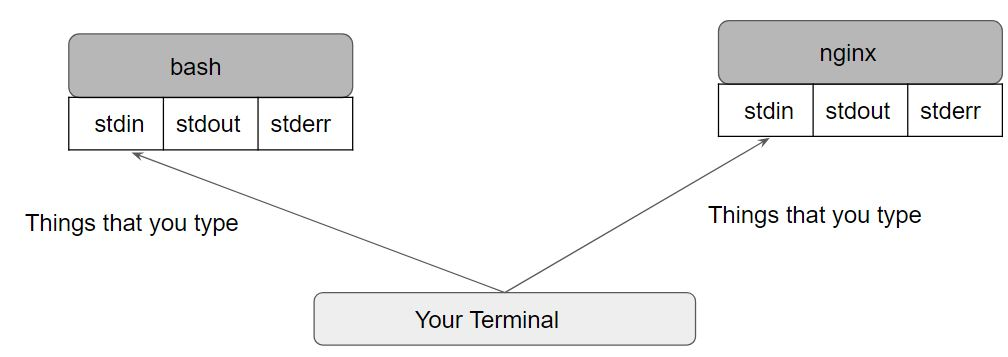 bash
stdin
stdout
stderr
nginx
stdin
stdout
stderr
Things that you type
Things that you type
Your Terminal